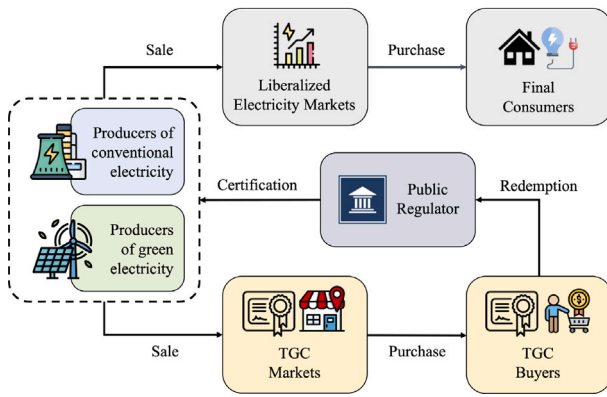 Sale
Purchase
Liberalized
Electricity Markets
Final
Consumers
Producers of
conventional
electricity
Certification
Public
Regulator
Redemption
Producers
of green
electricity
Sale
TGC
Markets
Purchase
TGC
Buyers